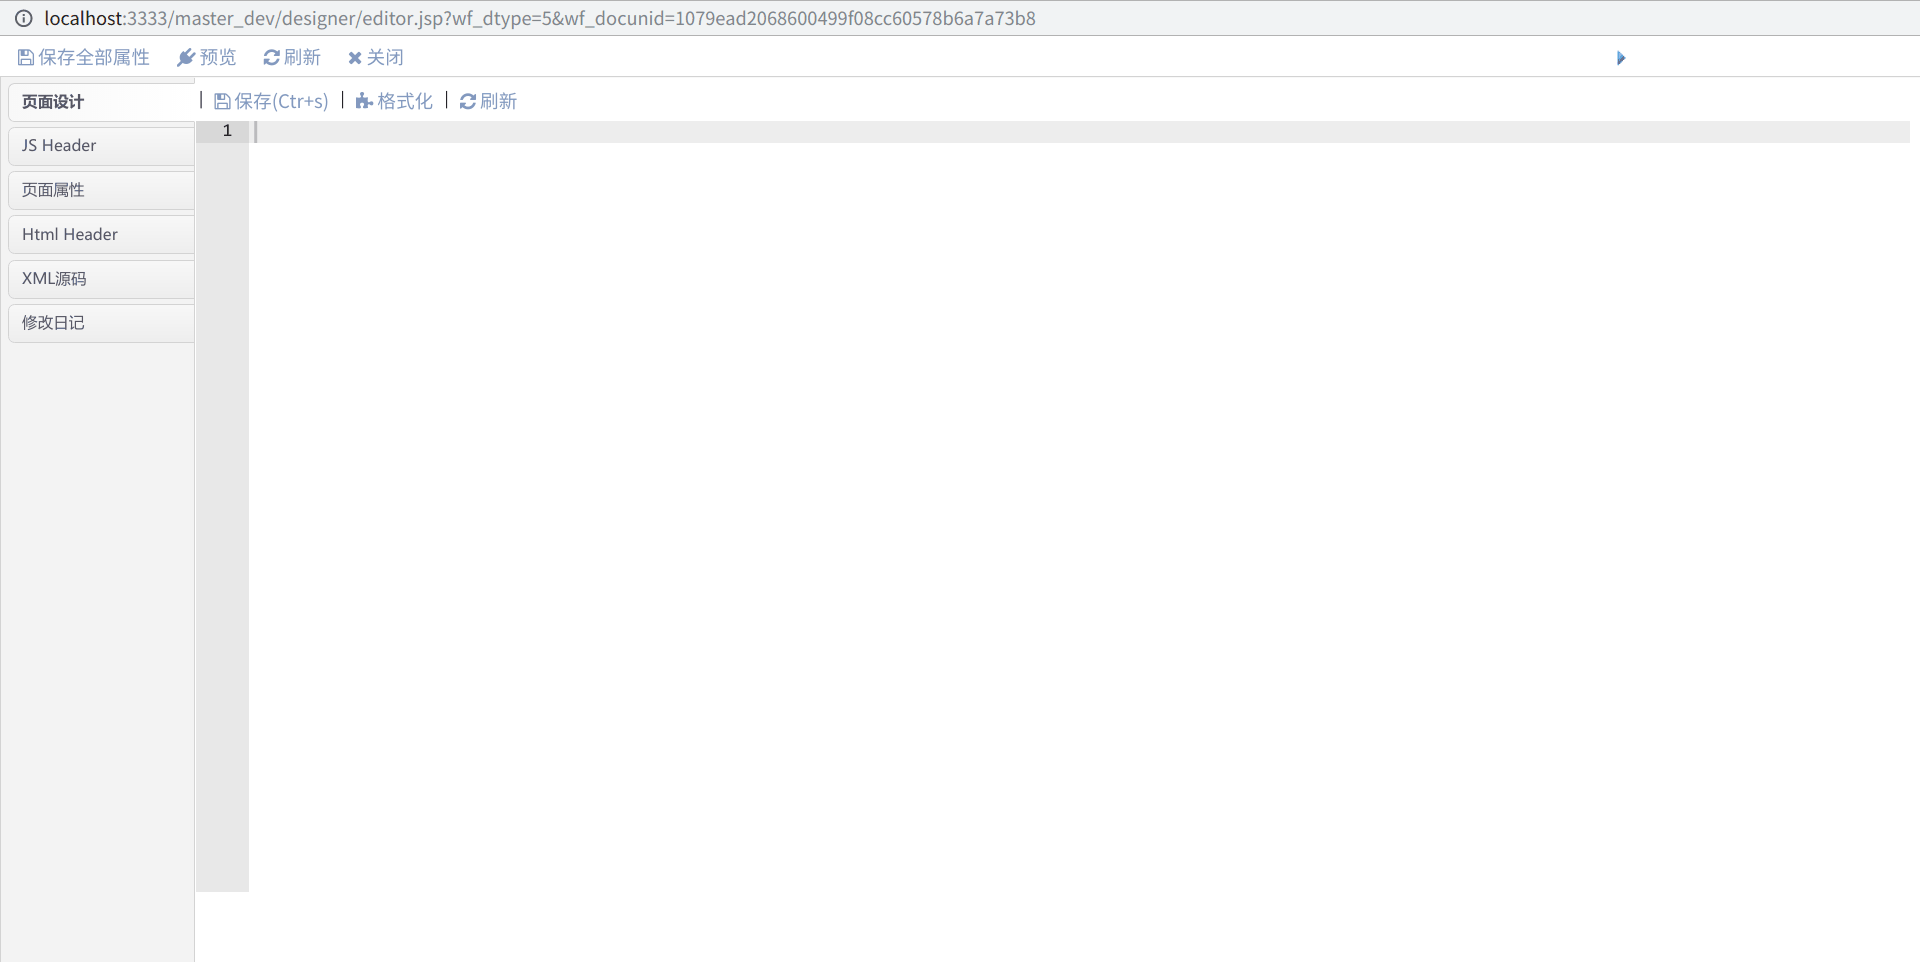 localhost:3333/master_dev/designer/editor.jsp?wf_dtype=5&wf_docunid=1079ead2068600499f08cc60578b6a7a73b8
保存全部属性 预览 刷新 关闭
页面设计
JS Header
页面属性
Html Header
XML源码
修改日记
| 保存(Ctr+s) | 格式化 | 刷新
1